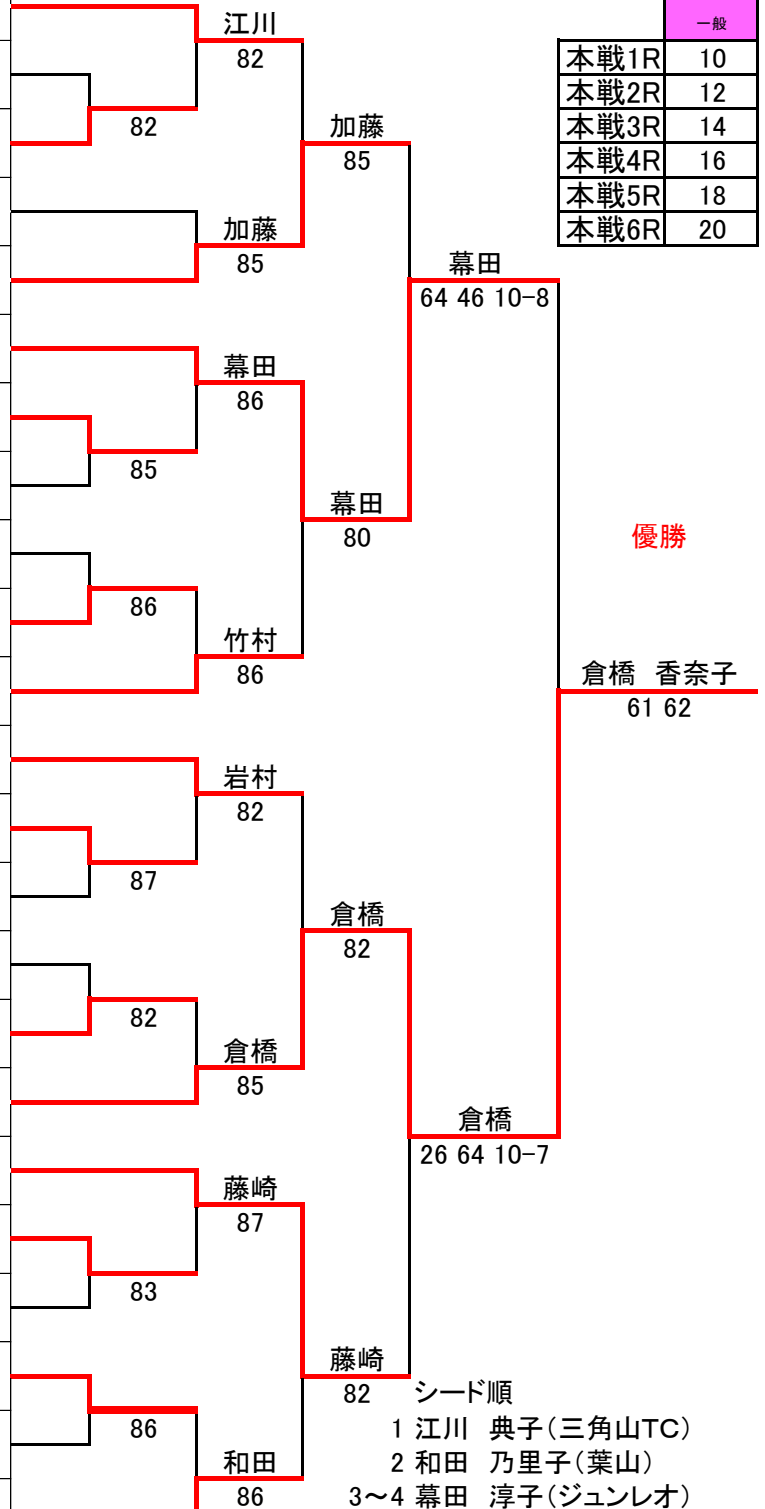 一般
本戦1R 10
本戦2R 12
本戦3R 14
本戦4R 16
本戦5R 18
本戦6R 20
江川
82
82
加藤
85
加藤
85
幕田
64 46 10-8
幕田
86
85
幕田
80
優勝
86
竹村
86
倉橋 香奈子
61 62
岩村
82
87
倉橋
82
82
倉橋
85
倉橋
26 64 10-7
藤崎
87
83
藤崎
82
シード順
86
1 江川 典子(三角山TC)
和田
2 和田 乃里子(葉山)
86
3～4 幕田 淳子(ジュンレオ)